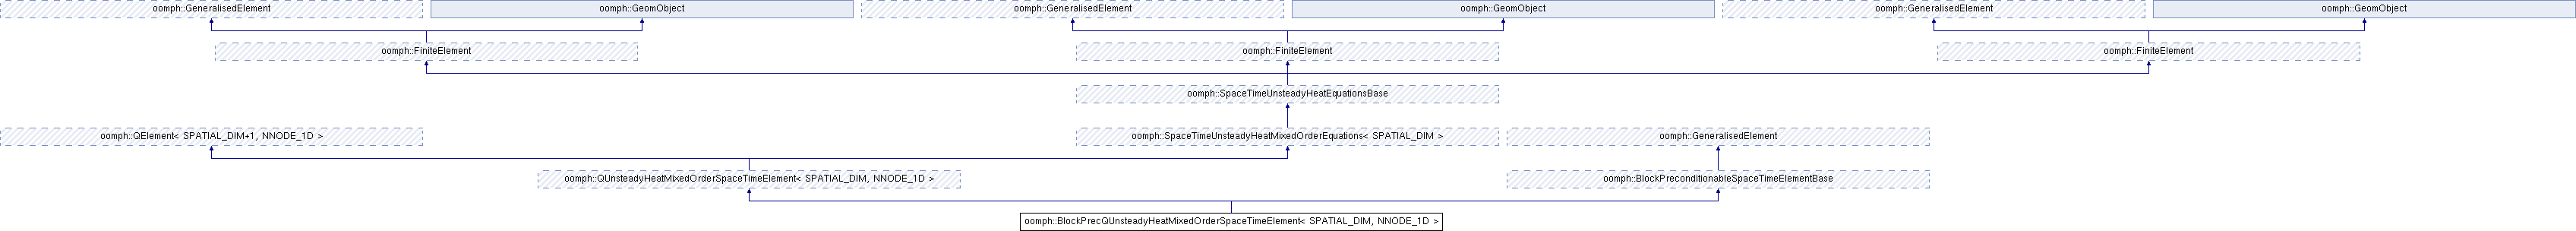 oomph::GeneralisedElement
oomph::GeomObject
oomph::GeneralisedElement
oomph::GeomObject
oomph::GeneralisedElement
oomph::GeomObject
oomph::FiniteElement
oomph::FiniteElement
oomph::FiniteElement
oomph::SpaceTimeUnsteadyHeatEquationsBase
oomph::QElement< SPATIAL_DIM+1, NNODE_1D >
oomph::SpaceTimeUnsteadyHeatMixedOrderEquations< SPATIAL_DIM >
oomph::GeneralisedElement
oomph::QUnsteadyHeatMixedOrderSpaceTimeElement< SPATIAL_DIM, NNODE_1D >
oomph::BlockPreconditionableSpaceTimeElementBase
oomph::BlockPrecQUnsteadyHeatMixedOrderSpaceTimeElement< SPATIAL_DIM, NNODE_1D >